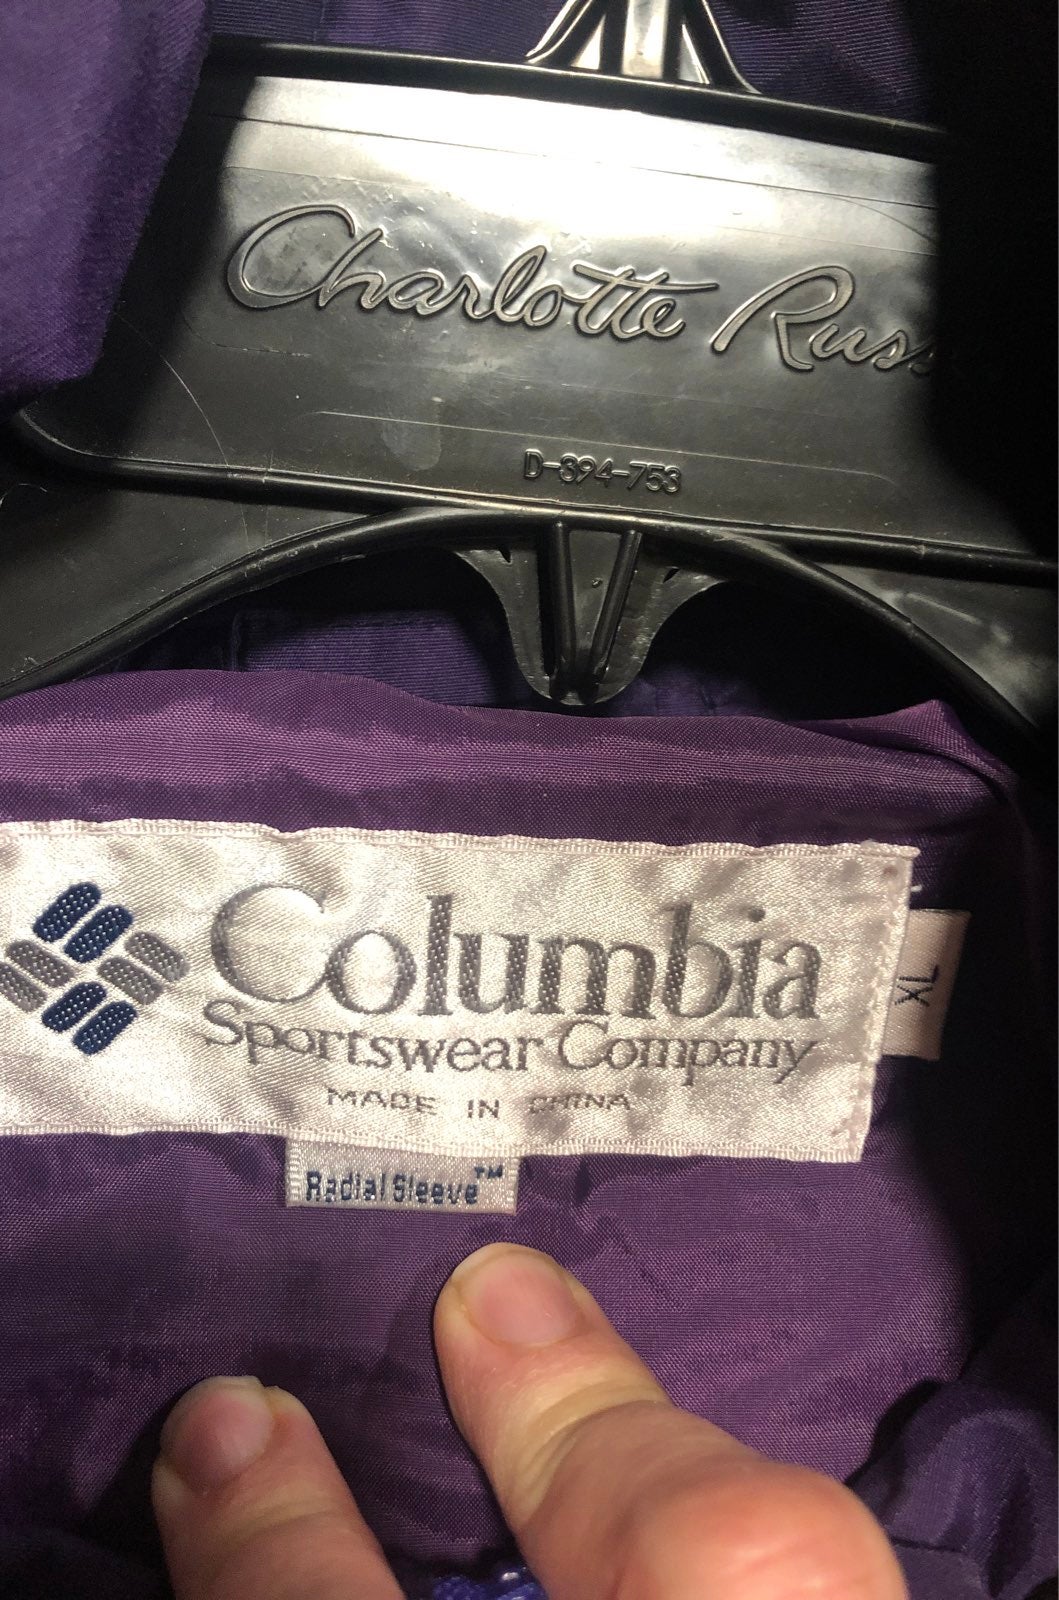 Charlotte Russ
D-394-753
Columbia
Sportswear Company
MADE IN CHINA
XL
Radial Sleeve™